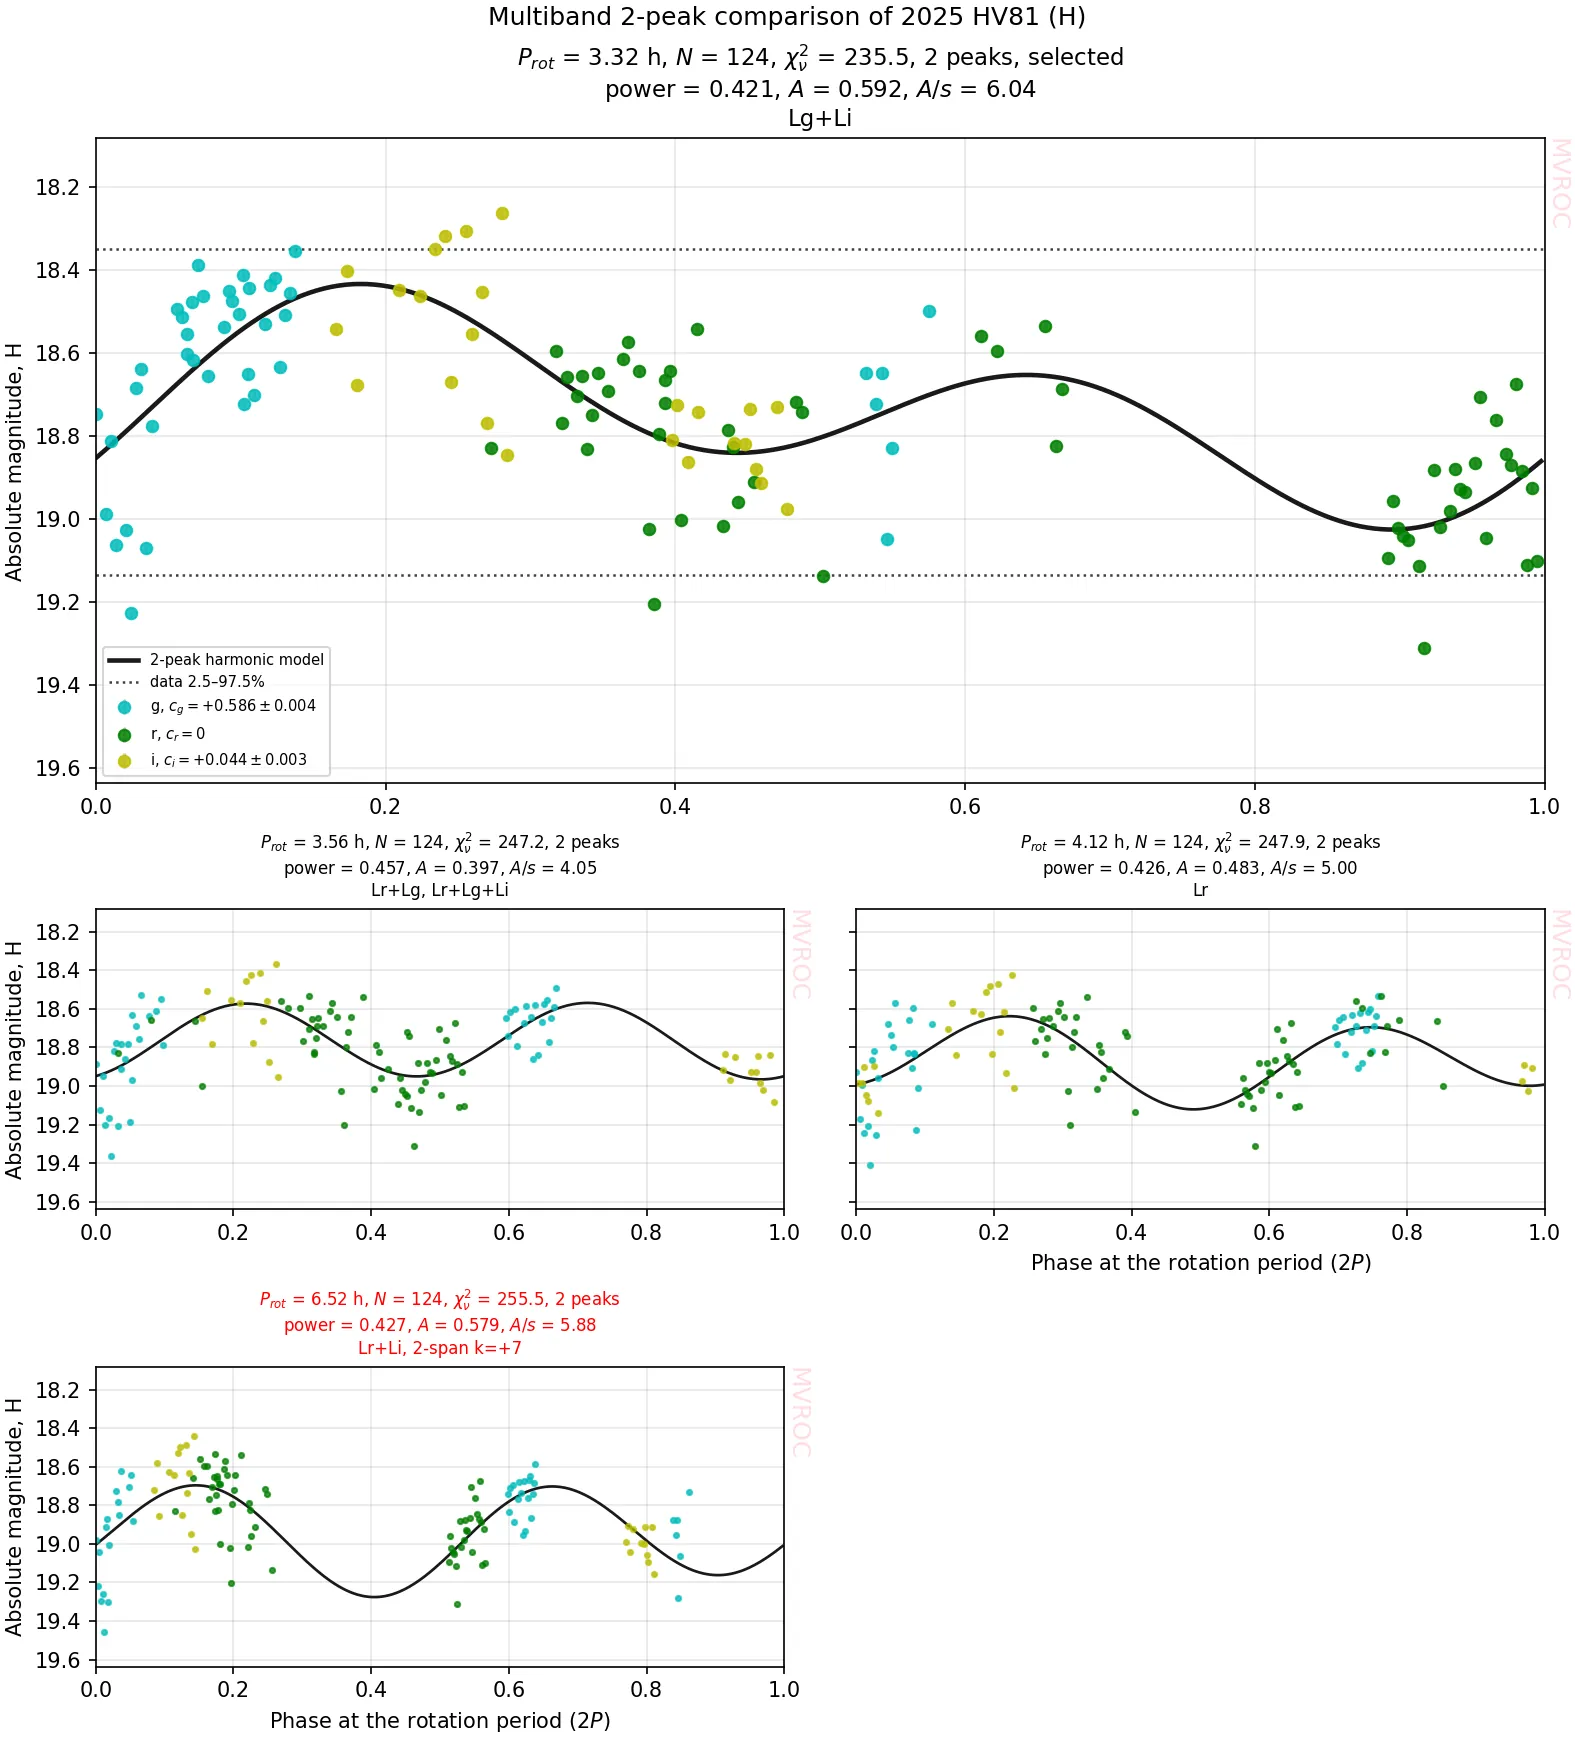 Multiband 2-peak comparison of 2025 HV81 (H)
P_rot = 3.32 h, N = 124, χ²_ν = 235.5, 2 peaks, selected
power = 0.421, A = 0.592, A/s = 6.04
Lg+Li
MVROC
Absolute magnitude, H
18.2
18.4
18.6
18.8
19.0
19.2
19.4
19.6
2-peak harmonic model
data 2.5–97.5%
g, c_g = +0.586 ± 0.004
r, c_r = 0
i, c_i = +0.044 ± 0.003
0.0 0.2 0.4 0.6 0.8 1.0
P_rot = 3.56 h, N = 124, χ²_ν = 247.2, 2 peaks
power = 0.457, A = 0.397, A/s = 4.05
Lr+Lg, Lr+Lg+Li
MVROC
Absolute magnitude, H
18.2
18.4
18.6
18.8
19.0
19.2
19.4
19.6
0.0 0.2 0.4 0.6 0.8 1.0
P_rot = 4.12 h, N = 124, χ²_ν = 247.9, 2 peaks
power = 0.426, A = 0.483, A/s = 5.00
Lr
MVROC
0.0 0.2 0.4 0.6 0.8 1.0
Phase at the rotation period (2P)
P_rot = 6.52 h, N = 124, χ²_ν = 255.5, 2 peaks
power = 0.427, A = 0.579, A/s = 5.88
Lr+Li, 2-span k=+7
MVROC
Absolute magnitude, H
18.2
18.4
18.6
18.8
19.0
19.2
19.4
19.6
0.0 0.2 0.4 0.6 0.8 1.0
Phase at the rotation period (2P)